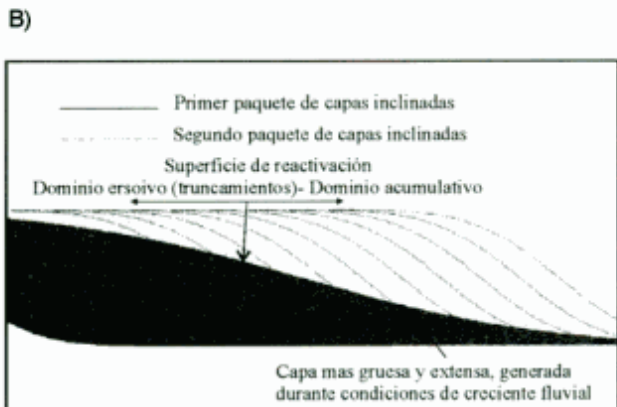 B)
Primer paquete de capas inclinadas
Segundo paquete de capas inclinadas
Superficie de reactivación
Dominio ersoivo (truncamientos)- Dominio acumulativo
Capa mas gruesa y extensa, generada
durante condiciones de creciente fluvial